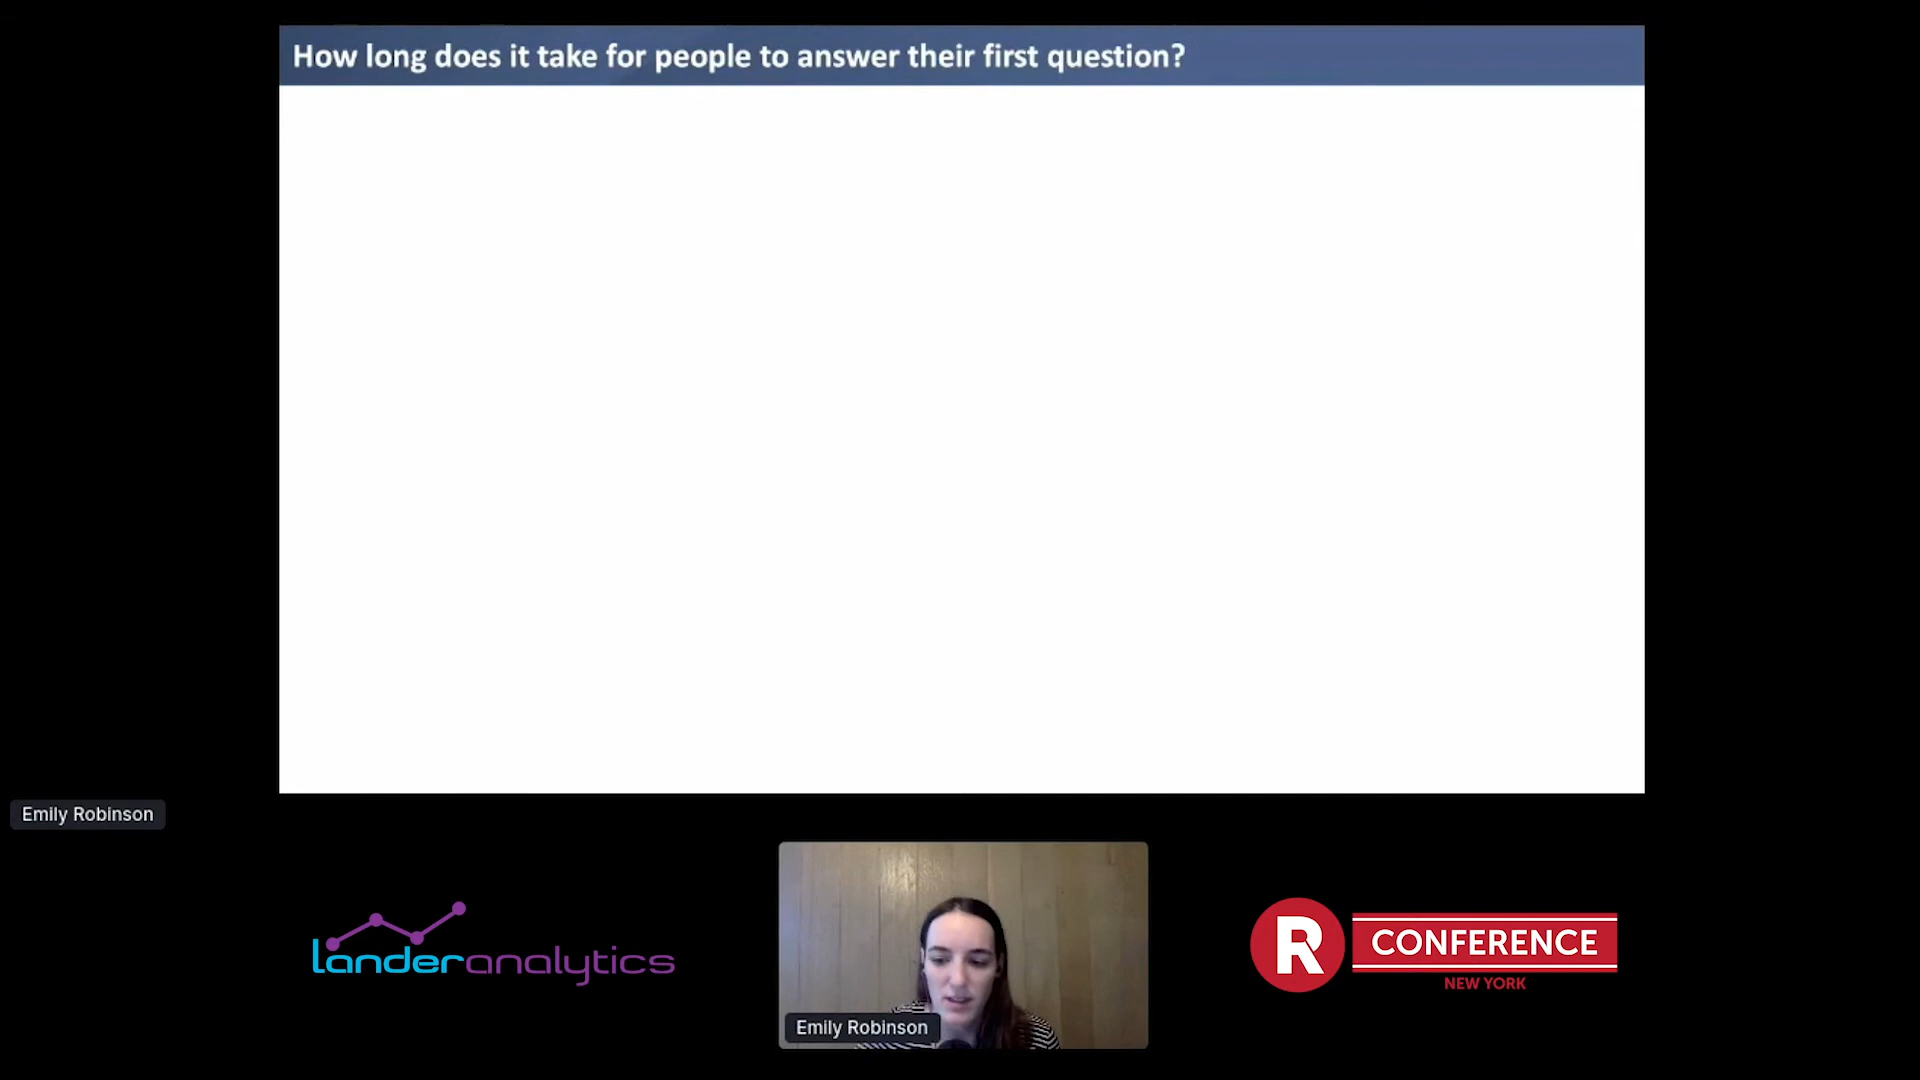 How long does it take for people to answer their first question?
Emily Robinson
landeranalytics
Emily Robinson
R CONFERENCE
NEW YORK